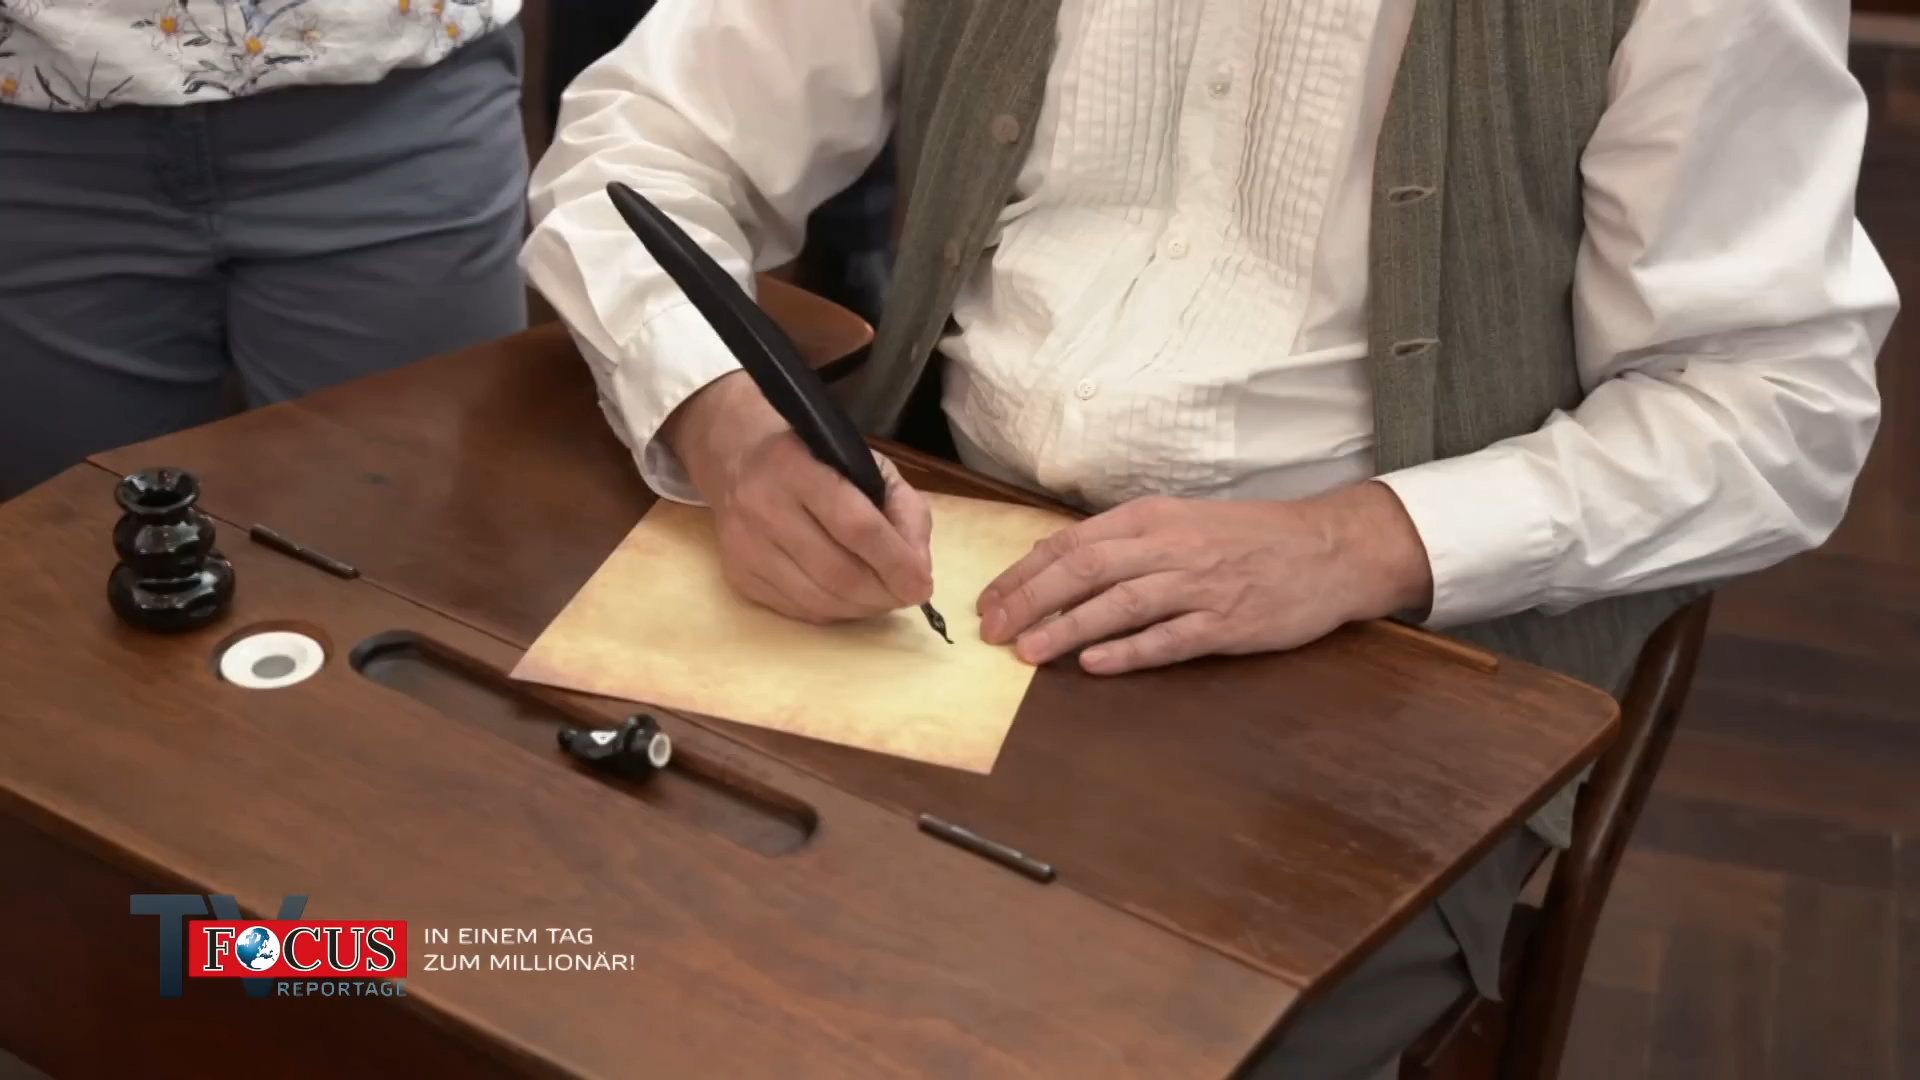 TV
FOCUS
REPORTAGE
IN EINEM TAG
ZUM MILLIONÄR!